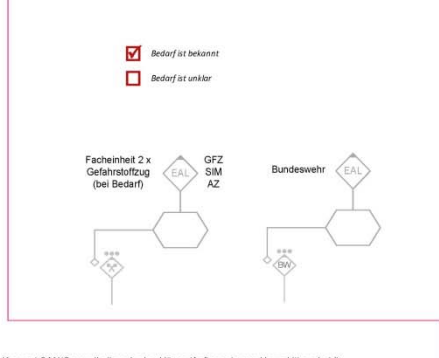 Bedarf ist bekannt
Bedarf ist unklar
Facheinheit 2 x
Gefahrstoffzug
(bei Bedarf)
EAL
GFZ
SIM
AZ
Bundeswehr
EAL
BW